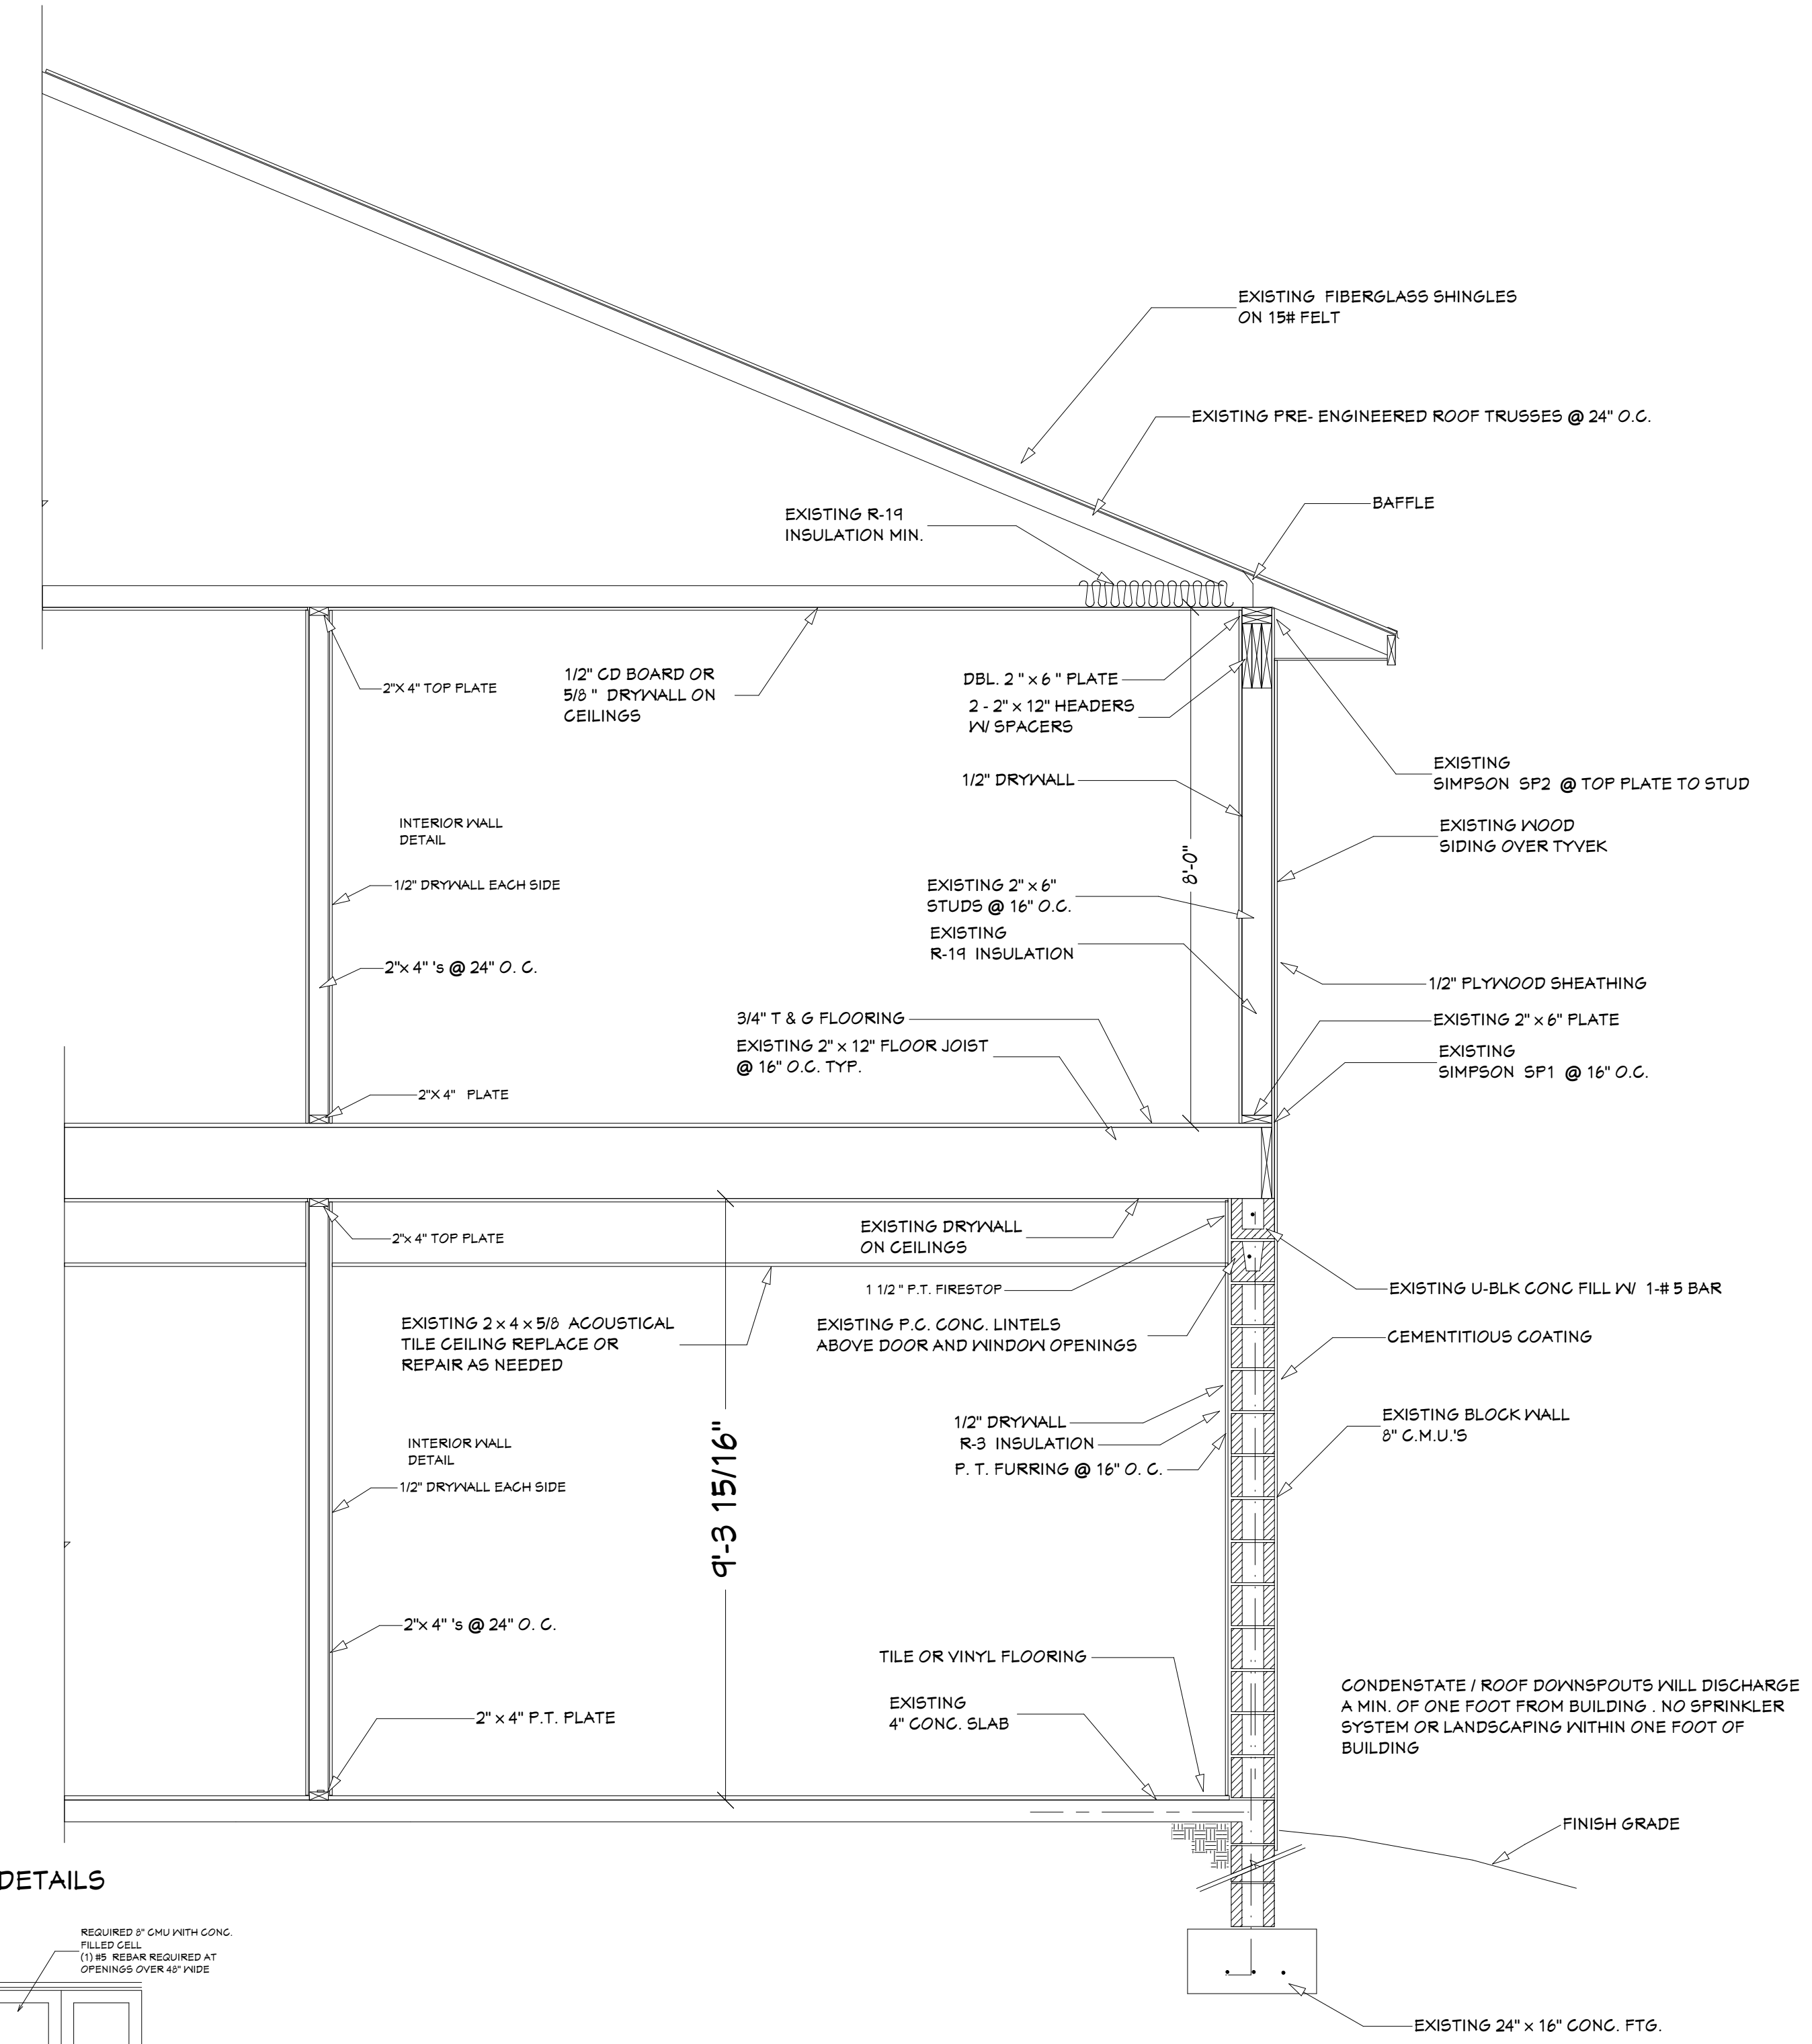 EXISTING FIBERGLASS SHINGLES
ON 15# FELT
EXISTING PRE- ENGINEERED ROOF TRUSSES @ 24" O.C.
BAFFLE
EXISTING R-19
INSULATION MIN.
2"X 4" TOP PLATE
1/2" CD BOARD OR
5/8 " DRYWALL ON
CEILINGS
DBL. 2 " x 6 " PLATE
2 - 2" x 12" HEADERS
W/ SPACERS
1/2" DRYWALL
8'-0"
EXISTING
SIMPSON SP2 @ TOP PLATE TO STUD
EXISTING WOOD
SIDING OVER TYVEK
INTERIOR WALL
DETAIL
1/2" DRYWALL EACH SIDE
EXISTING 2" x 6"
STUDS @ 16" O.C.
EXISTING
R-19 INSULATION
2"x 4" 's @ 24" O. C.
1/2" PLYWOOD SHEATHING
3/4" T & G FLOORING
EXISTING 2" x 12" FLOOR JOIST
@ 16" O.C. TYP.
EXISTING 2" x 6" PLATE
EXISTING
SIMPSON SP1 @ 16" O.C.
2"X 4" PLATE
2"x 4" TOP PLATE
EXISTING DRYWALL
ON CEILINGS
1 1/2 " P.T. FIRESTOP
EXISTING U-BLK CONC FILL W/ 1-# 5 BAR
EXISTING 2 x 4 x 5/8 ACOUSTICAL
TILE CEILING REPLACE OR
REPAIR AS NEEDED
EXISTING P.C. CONC. LINTELS
ABOVE DOOR AND WINDOW OPENINGS
CEMENTITIOUS COATING
1/2" DRYWALL
R-3 INSULATION
P. T. FURRING @ 16" O. C.
EXISTING BLOCK WALL
8" C.M.U.'S
9'-3 15/16"
INTERIOR WALL
DETAIL
1/2" DRYWALL EACH SIDE
2"x 4" 's @ 24" O. C.
TILE OR VINYL FLOORING
2" x 4" P.T. PLATE
EXISTING
4" CONC. SLAB
CONDENSTATE / ROOF DOWNSPOUTS WILL DISCHARGE
A MIN. OF ONE FOOT FROM BUILDING . NO SPRINKLER
SYSTEM OR LANDSCAPING WITHIN ONE FOOT OF
BUILDING
FINISH GRADE
DETAILS
REQUIRED 8" CMU WITH CONC.
FILLED CELL
(1) #5 REBAR REQUIRED AT
OPENINGS OVER 48" WIDE
EXISTING 24" x 16" CONC. FTG.